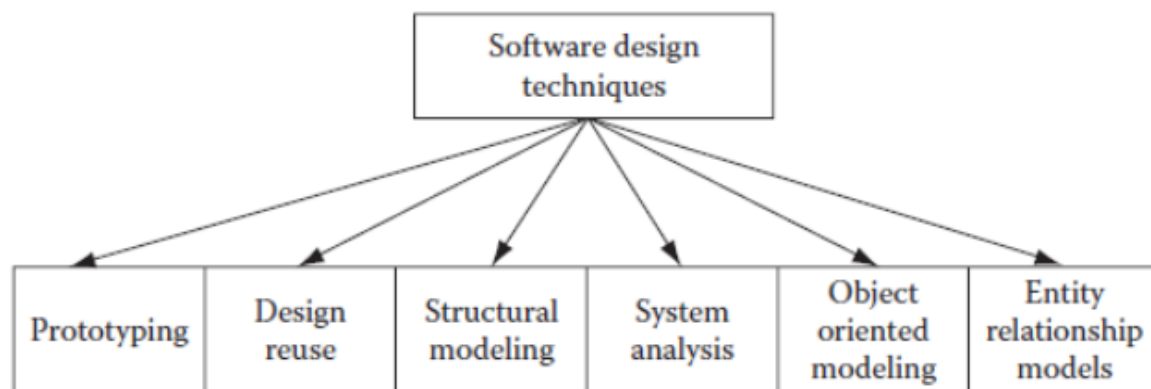 Software design
techniques
Prototyping
Design
reuse
Structural
modeling
System
analysis
Object
oriented
modeling
Entity
relationship
models